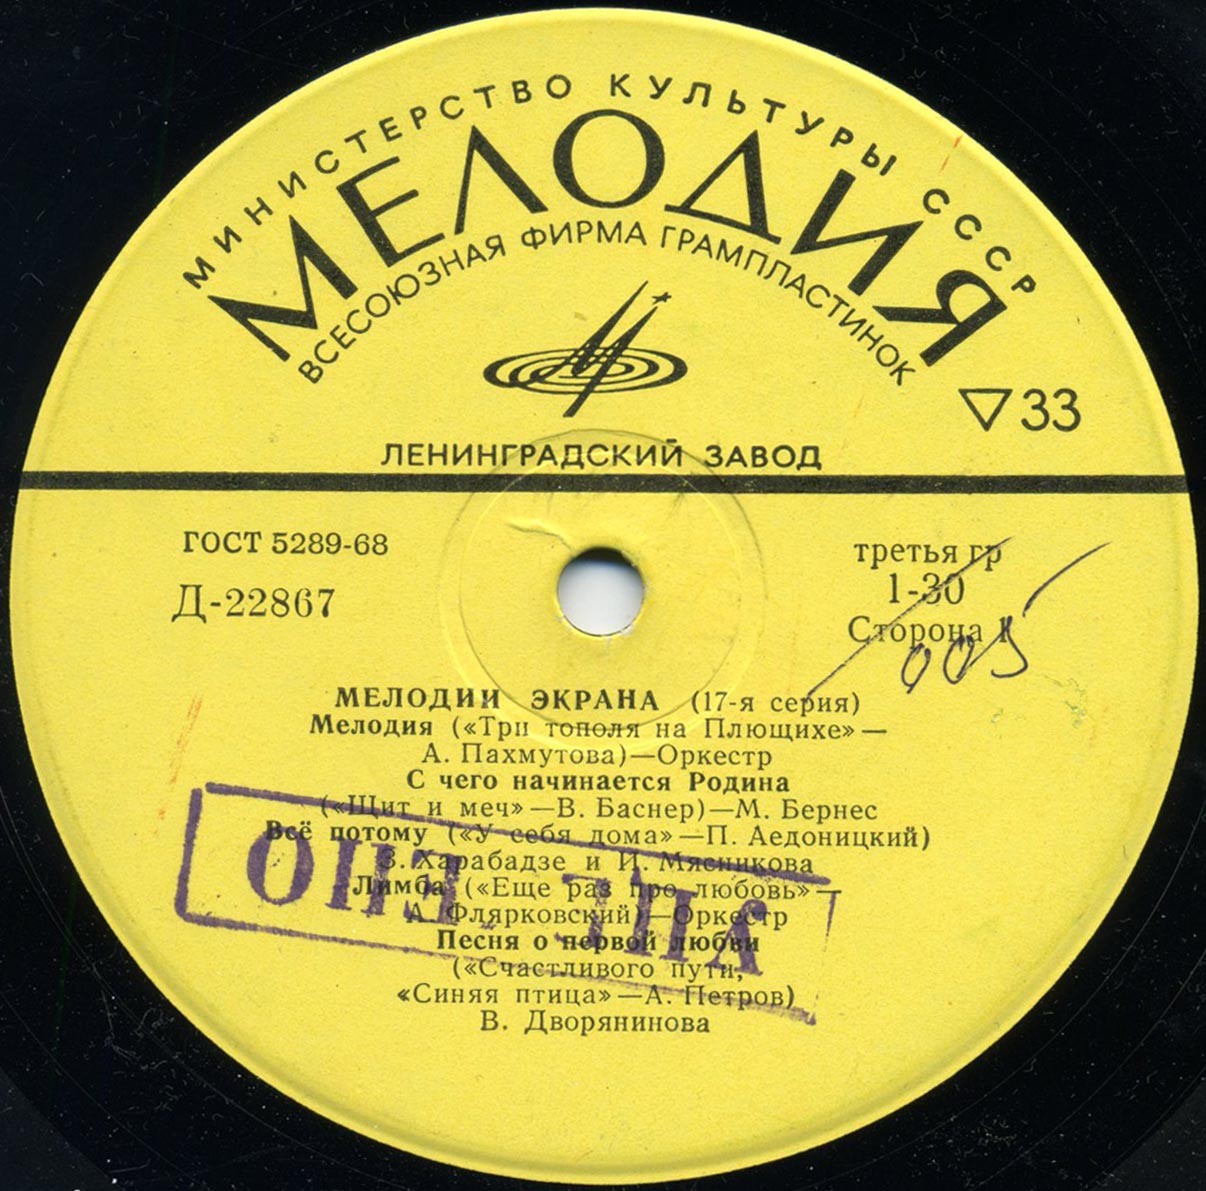 МИНИСТЕРСТВО КУЛЬТУРЫ СССР
МЕЛОДИЯ
ВСЕСОЮЗНАЯ ФИРМА ГРАМПЛАСТИНОК
33
ЛЕНИНГРАДСКИЙ ЗАВОД
ГОСТ 5289-68
третья гр
Д-22867
1-30
Сторона 1
005
МЕЛОДИИ ЭКРАНА (17-я серия)
Мелодия («Три тополя на Плющихе»—
А. Пахмутова)—Оркестр
С чего начинается Родина
(«Щит и меч»—В. Баснер)—М. Бернес
Всё потому («У себя дома»—П. Аедоницкий)
З. Харабадзе и И. Мясникова
Лимба («Еще раз про любовь»—
А. Флярковский)—Оркестр
Песня о первой любви
(«Счастливого пути,
«Синяя птица»—А. Петров)
В. Дворянинова